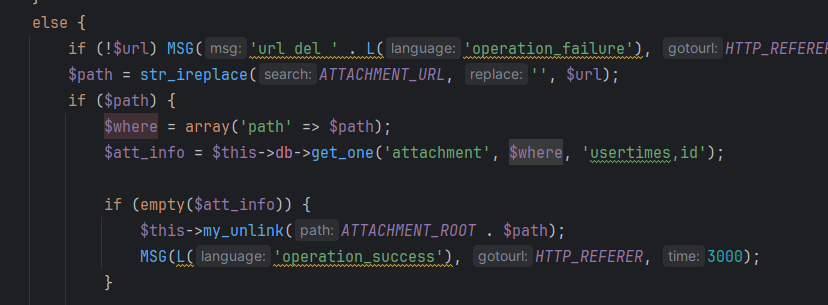 else {
if (!$url) MSG( msg: 'url del ' . L( language: 'operation_failure'), gotourl: HTTP_REFERER
$path = str_ireplace( search: ATTACHMENT_URL, replace: '', $url);
if ($path) {
$where = array('path' => $path);
$att_info = $this->db->get_one('attachment', $where, 'usertimes,id');
if (empty($att_info)) {
$this->my_unlink( path: ATTACHMENT_ROOT . $path);
MSG(L( language: 'operation_success'), gotourl: HTTP_REFERER, time: 3000);
}